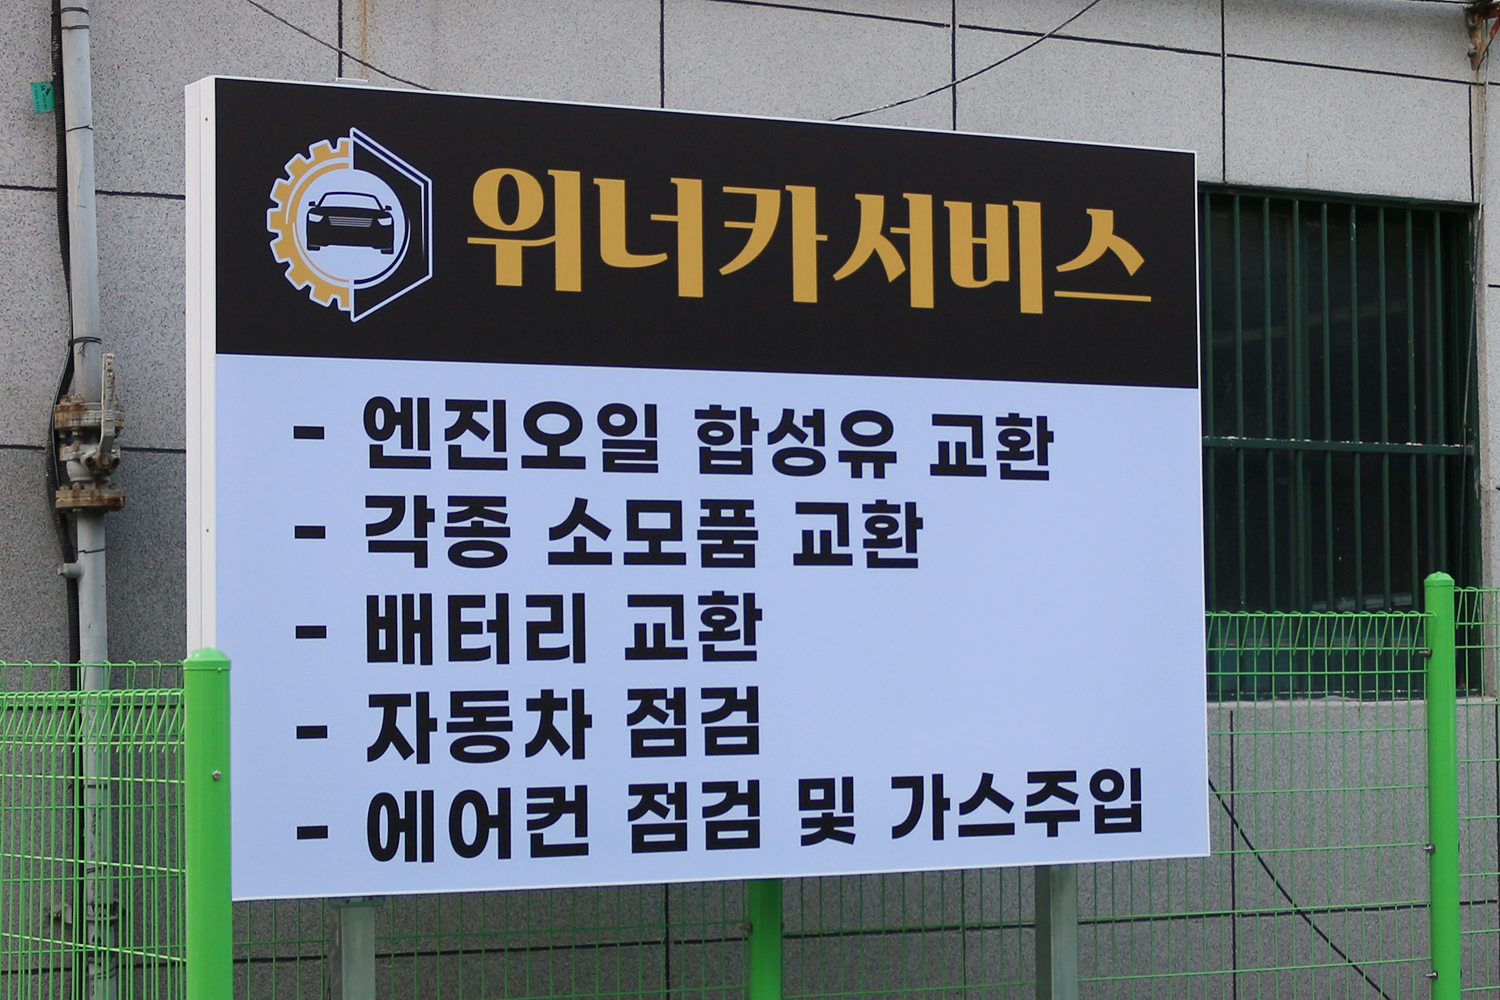 위너카서비스
- 엔진오일 합성유 교환
- 각종 소모품 교환
- 배터리 교환
- 자동차 점검
- 에어컨 점검 및 가스주입